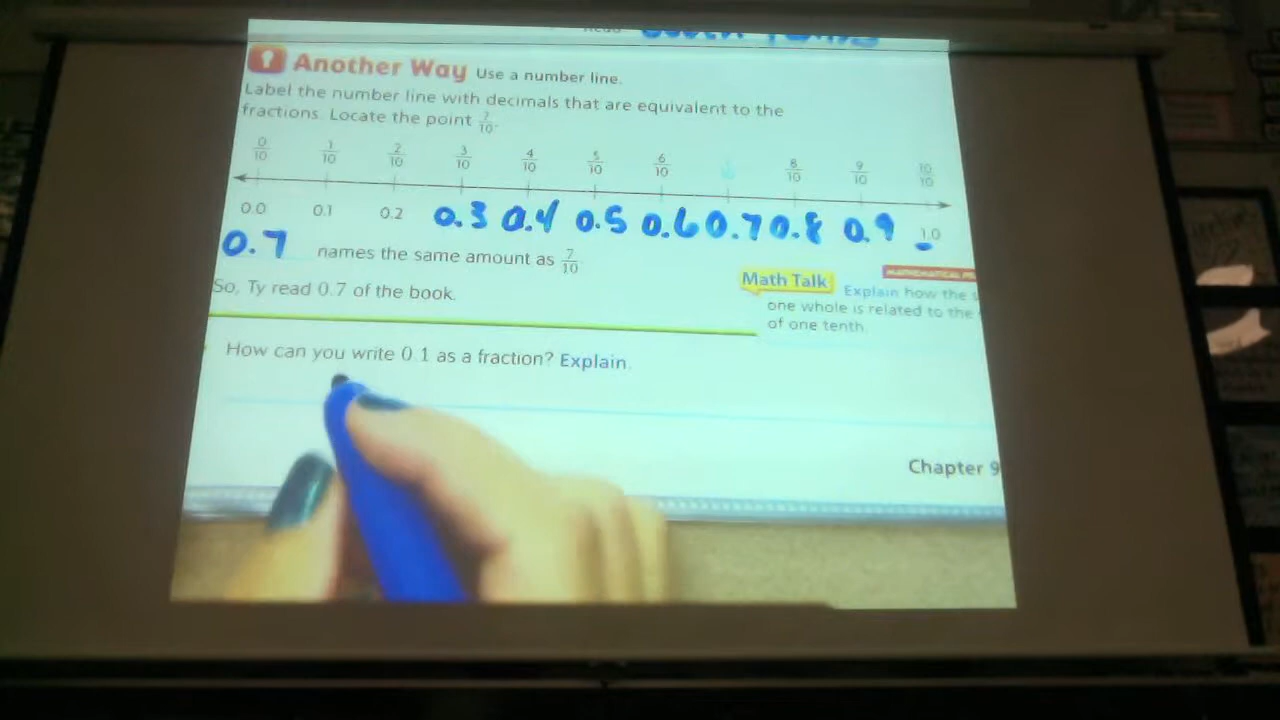 Another Way Use a number line.
Label the number line with decimals that are equivalent to the
fractions. Locate the point 7/10.
0/10 1/10 2/10 3/10 4/10 5/10 6/10 8/10 9/10 10/10
0.0 0.1 0.2 0.3 0.4 0.5 0.6 0.7 0.8 0.9 1.0
0.7 names the same amount as 7/10
So, Ty read 0.7 of the book.
Math Talk
MATHEMATICAL
Explain how the
one whole is related to the
of one tenth
How can you write 0.1 as a fraction? Explain.
Chapter 9